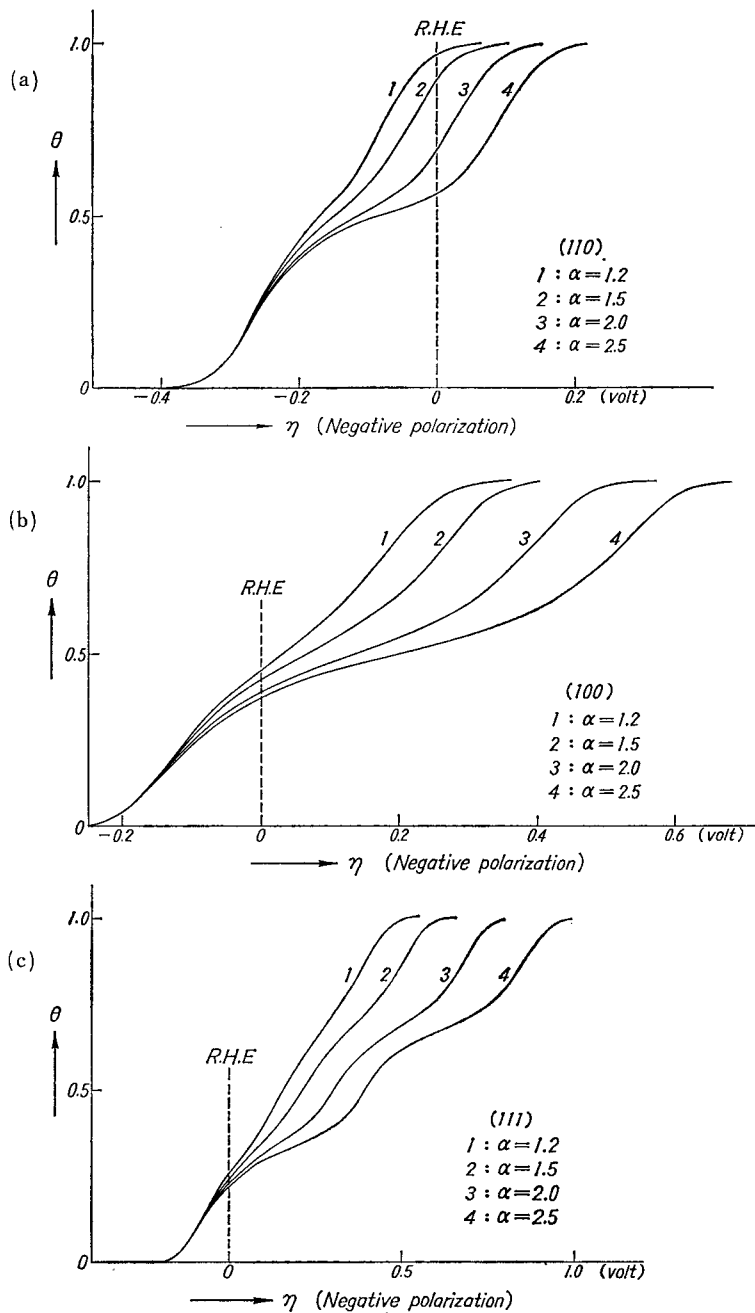 (a)
R.H.E
1.0
1
2
3
4
θ
0.5
(110)
1 : α=1.2
2 : α=1.5
3 : α=2.0
4 : α=2.5
0
−0.4
−0.2
0
0.2
(volt)
η (Negative polarization)
(b)
1.0
1
2
3
4
θ
R.H.E
0.5
(100)
1 : α=1.2
2 : α=1.5
3 : α=2.0
4 : α=2.5
0
−0.2
0
0.2
0.4
0.6
(volt)
η (Negative polarization)
(c)
1.0
1
2
3
4
θ
R.H.E
0.5
(111)
1 : α=1.2
2 : α=1.5
3 : α=2.0
4 : α=2.5
0
0
0.5
1.0
(volt)
η (Negative polarization)